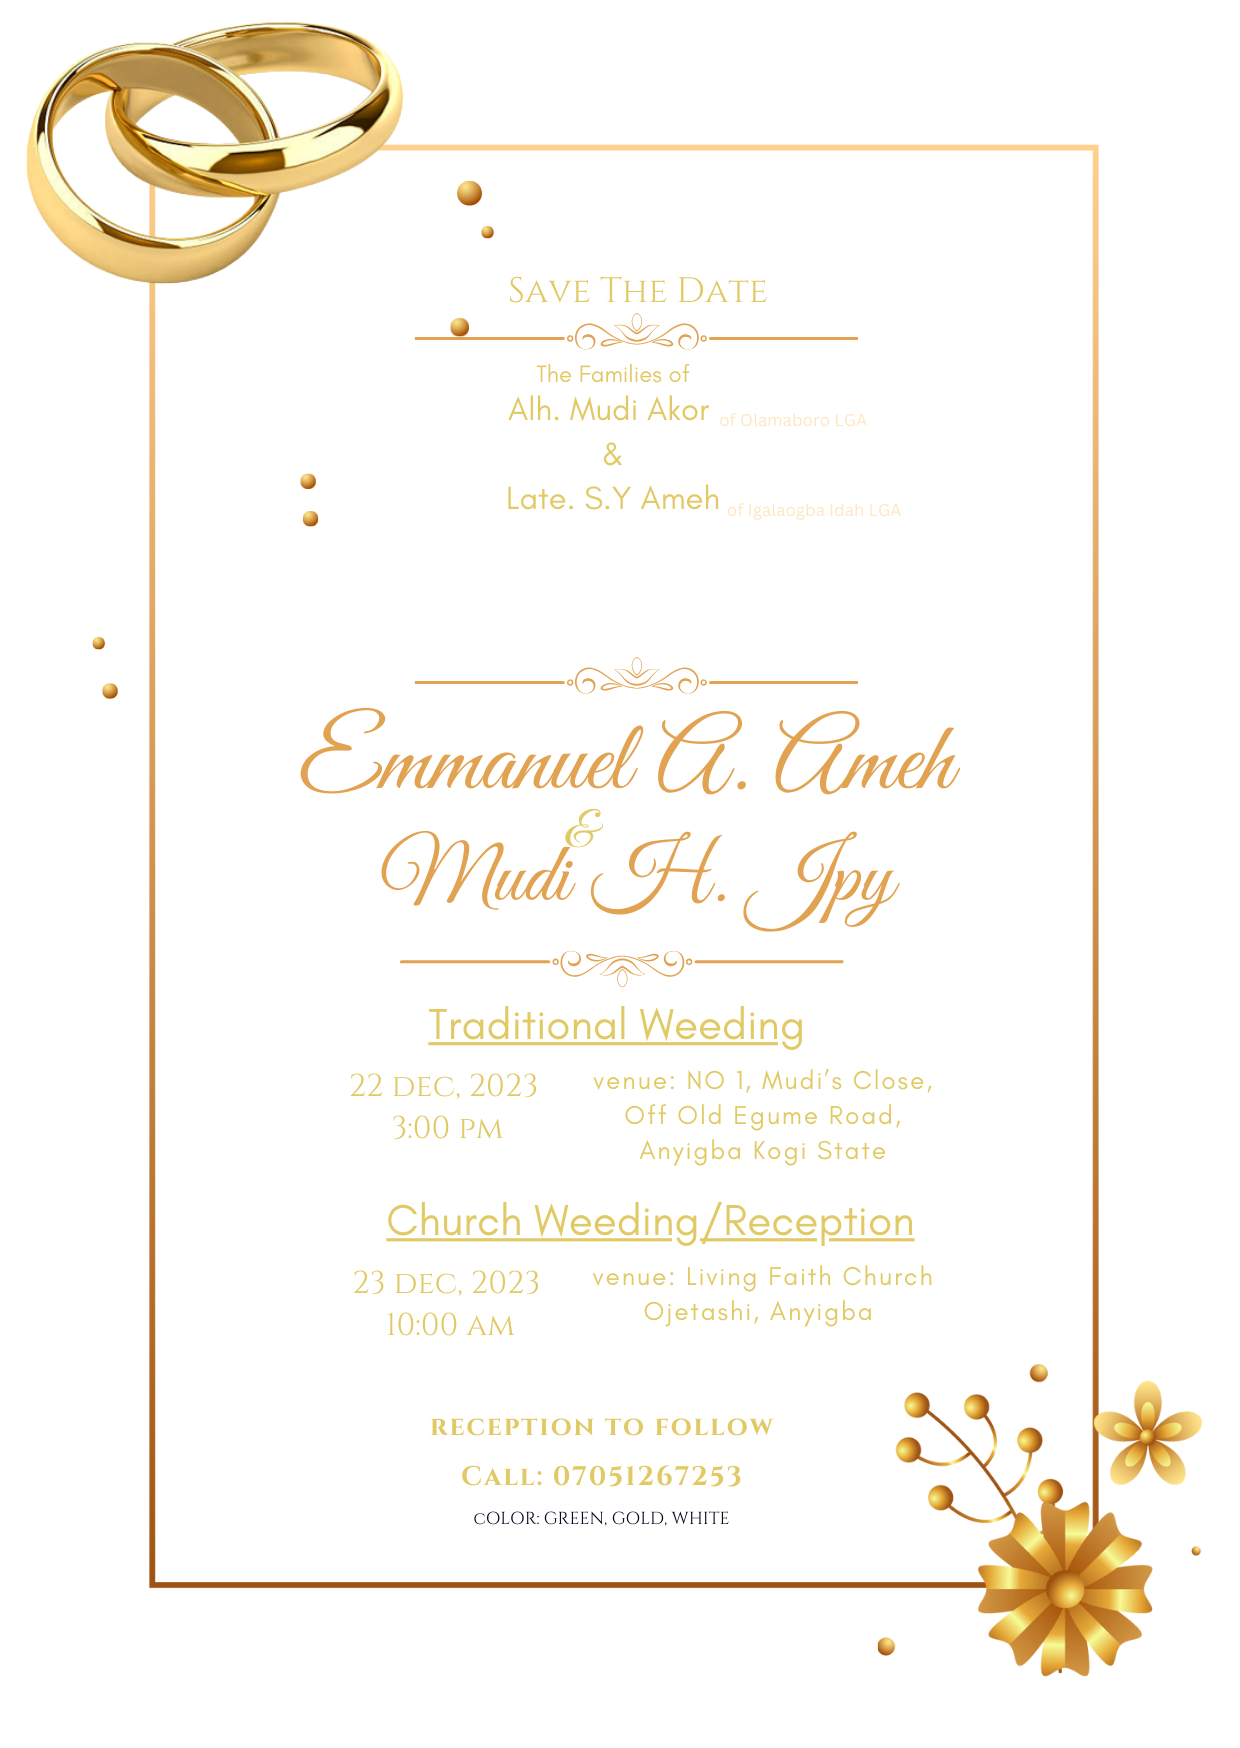 Save The Date
The Families of
Alh. Mudi Akor of Olamaboro LGA
&
Late. S.Y Ameh of Igalaogba Idah LGA
Emmanuel A. Ameh
&
Mudi H. Jpy
Traditional Weeding
22 dec, 2023
3:00 pm
venue: NO 1, Mudi's Close,
Off Old Egume Road,
Anyigba Kogi State
Church Weeding/Reception
23 dec, 2023
10:00 am
venue: Living Faith Church
Ojetashi, Anyigba
RECEPTION TO FOLLOW
Call: 07051267253
COLOR: GREEN, GOLD, WHITE